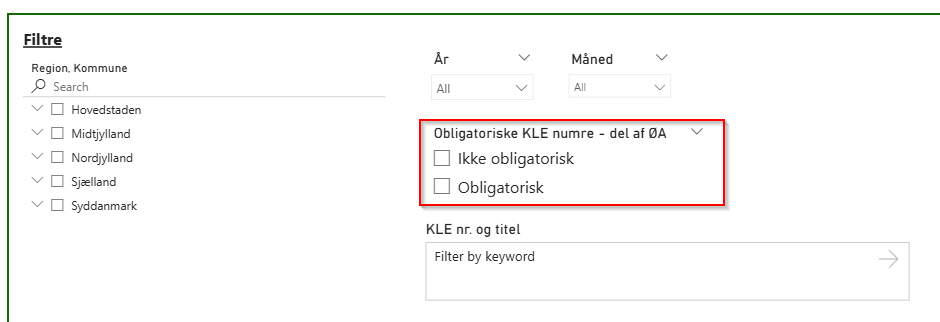 Filtre
Region, Kommune
Search
Hovedstaden
Midtjylland
Nordjylland
Sjælland
Syddanmark
År
All
Måned
All
Obligatoriske KLE numre - del af ØA
Ikke obligatorisk
Obligatorisk
KLE nr. og titel
Filter by keyword